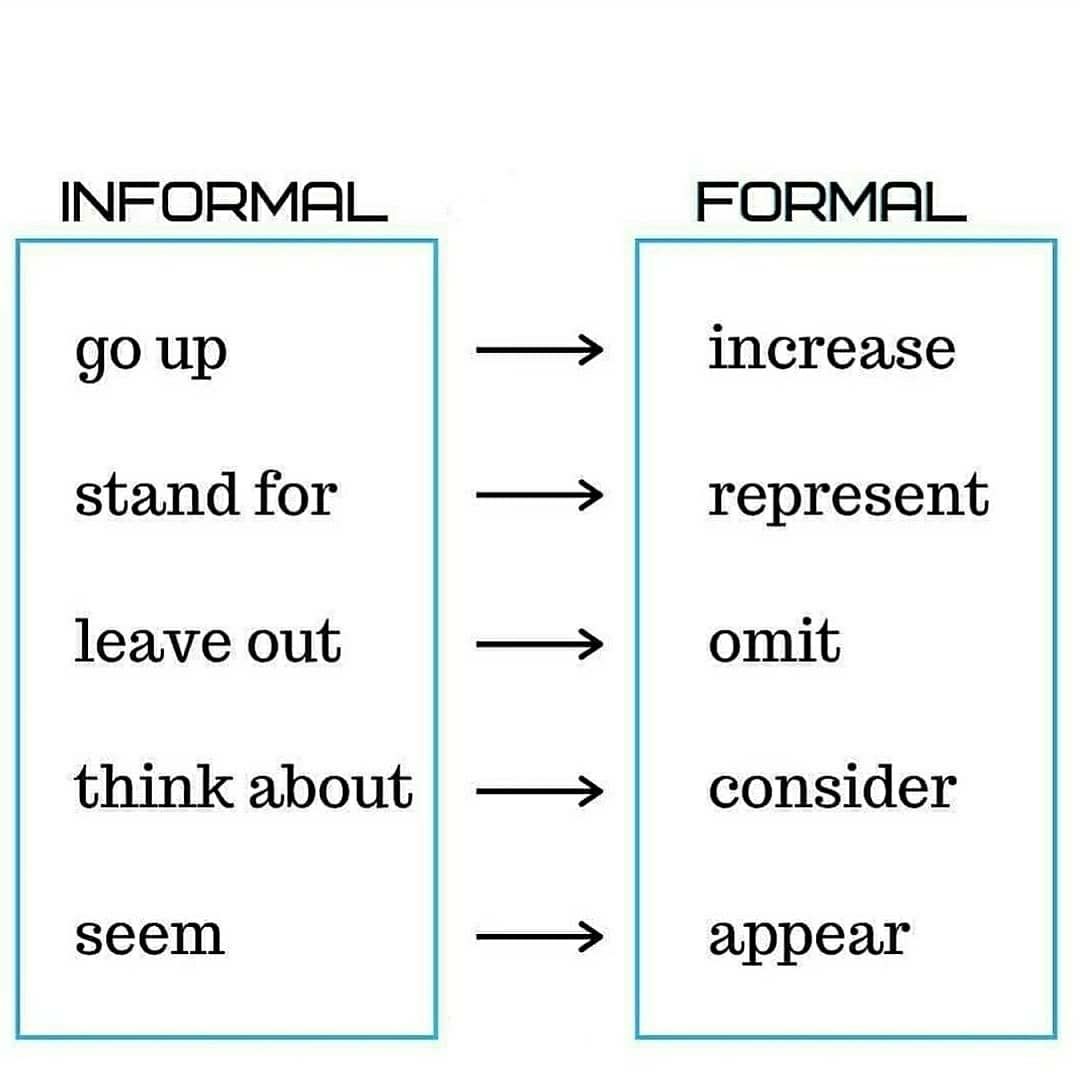 INFORMAL FORMAL
go up increase
stand for represent
leave out omit
think about consider
seem appear